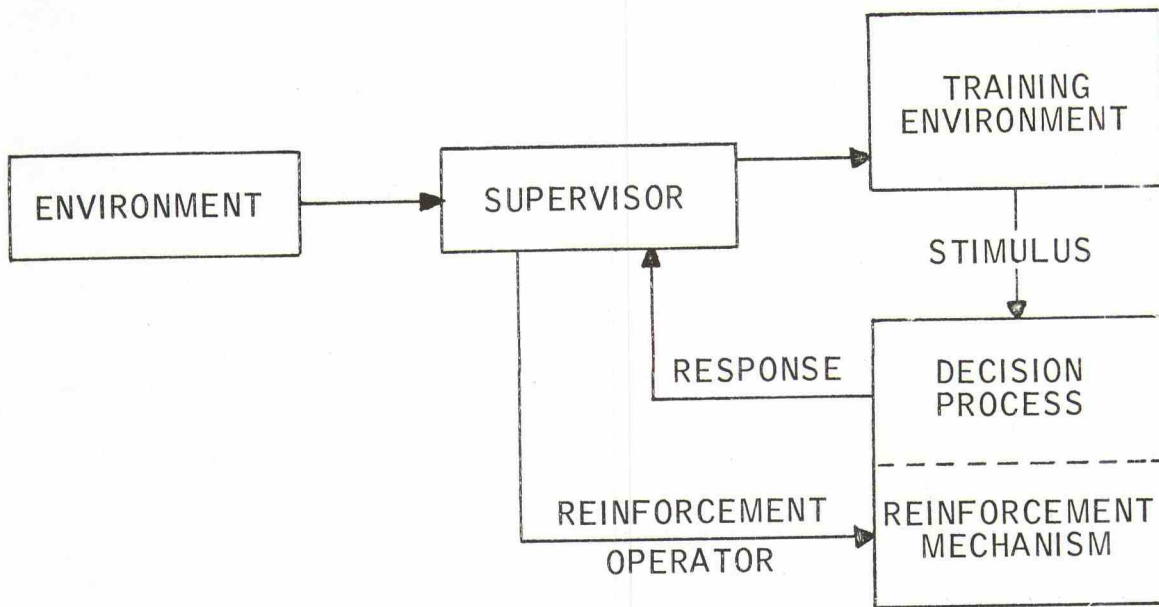 TRAINING
ENVIRONMENT
ENVIRONMENT
SUPERVISOR
STIMULUS
RESPONSE
DECISION
PROCESS
REINFORCEMENT
OPERATOR
REINFORCEMENT
MECHANISM